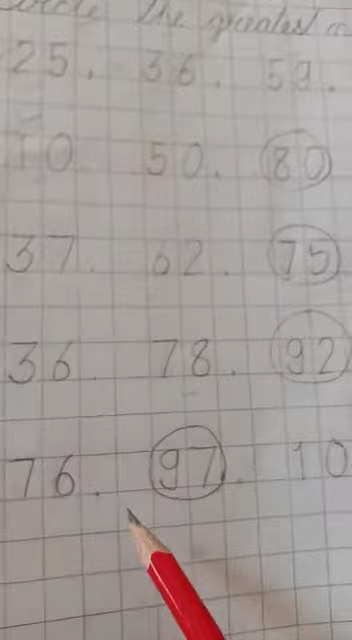 The greatest
25. 36. 59.
10 50. 80
37. 62. 75
36 78. 92
76. 97. 10